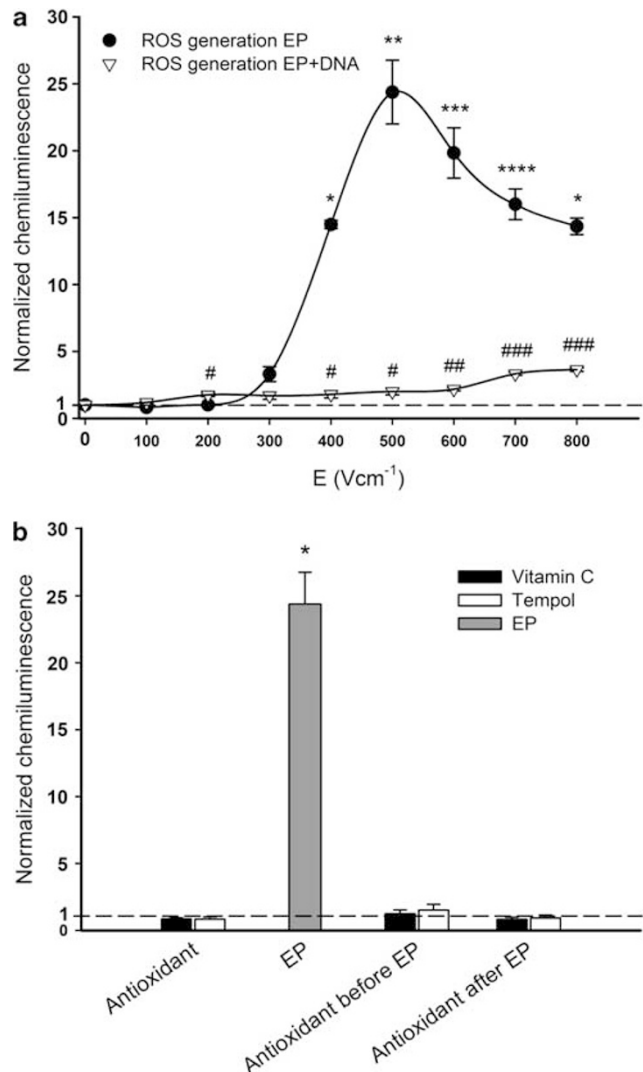 a
Normalized chemiluminescence
30
25
20
15
10
5
1
0
ROS generation EP
ROS generation EP+DNA
**
***
****
*
*
#
#
#
##
###
###
0 100 200 300 400 500 600 700 800
E (Vcm⁻¹)
b
Normalized chemiluminescence
30
25
20
15
10
5
1
0
*
Vitamin C
Tempol
EP
Antioxidant
EP
Antioxidant before EP
Antioxidant after EP